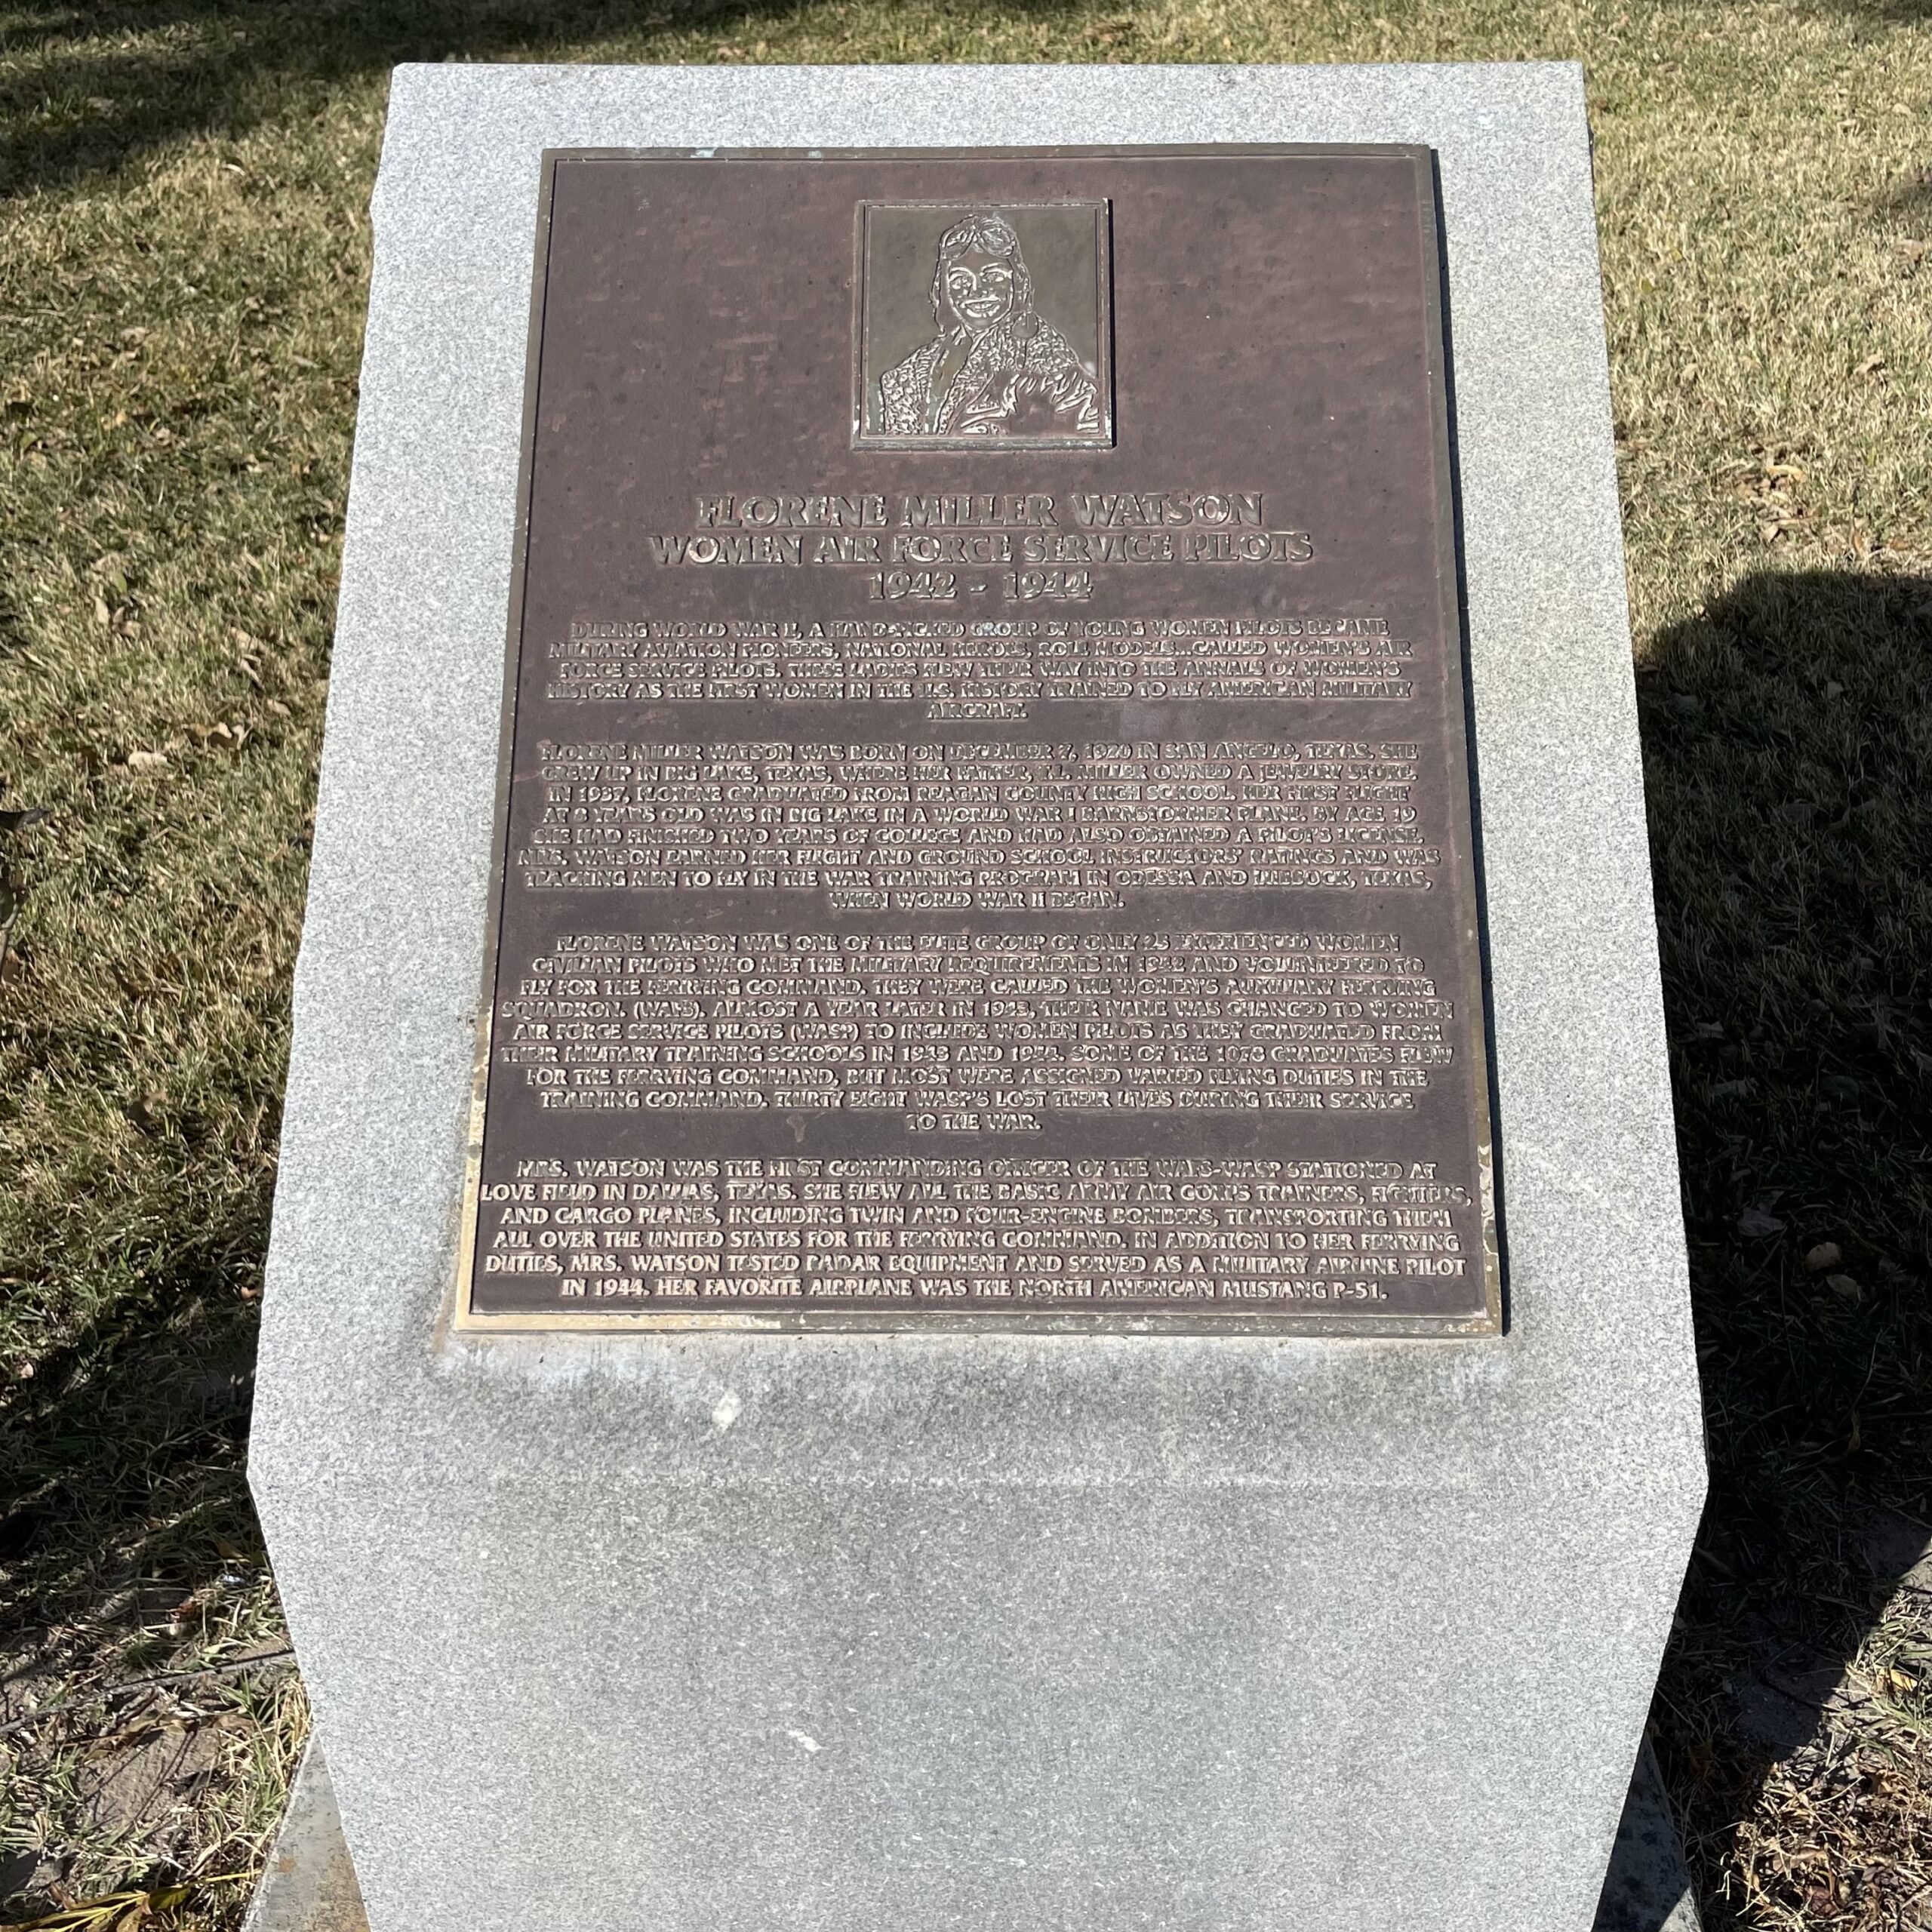 FLORENE MILLER WATSON
WOMEN AIR FORCE SERVICE PILOTS
1942 - 1944
DURING WORLD WAR II, A HAND-PICKED GROUP OF YOUNG WOMEN PILOTS BECAME
MILITARY AVIATION PIONEERS, NATIONAL HEROES, ROLE MODELS...CALLED WOMEN'S AIR
FORCE SERVICE PILOTS. THESE LADIES FLEW THEIR WAY INTO THE ANNALS OF WOMEN'S
HISTORY AS THE FIRST WOMEN IN THE U.S. HISTORY TRAINED TO FLY AMERICAN MILITARY
AIRCRAFT.
FLORENE MILLER WATSON WAS BORN ON DECEMBER 7, 1920 IN SAN ANGELO, TEXAS. SHE
GREW UP IN BIG LAKE, TEXAS, WHERE HER FATHER, T.L. MILLER OWNED A JEWELRY STORE.
IN 1937, FLORENE GRADUATED FROM REAGAN COUNTY HIGH SCHOOL. HER FIRST FLIGHT
AT 8 YEARS OLD WAS IN BIG LAKE IN A WORLD WAR I BARNSTORMER PLANE. BY AGE 19
SHE HAD FINISHED TWO YEARS OF COLLEGE AND HAD ALSO OBTAINED A PILOT'S LICENSE.
MRS. WATSON EARNED HER FLIGHT AND GROUND SCHOOL INSTRUCTORS' RATINGS AND WAS
TEACHING MEN TO FLY IN THE WAR TRAINING PROGRAM IN ODESSA AND LUBBOCK, TEXAS,
WHEN WORLD WAR II BEGAN.
FLORENE WATSON WAS ONE OF THE ELITE GROUP OF ONLY 25 EXPERIENCED WOMEN
CIVILIAN PILOTS WHO MET THE MILITARY REQUIREMENTS IN 1942 AND VOLUNTEERED TO
FLY FOR THE FERRYING COMMAND. THEY WERE CALLED THE WOMEN'S AUXILIARY FERRYING
SQUADRON. (WAFS). ALMOST A YEAR LATER IN 1943, THEIR NAME WAS CHANGED TO WOMEN
AIR FORCE SERVICE PILOTS (WASP) TO INCLUDE WOMEN PILOTS AS THEY GRADUATED FROM
THEIR MILITARY TRAINING SCHOOLS IN 1943 AND 1944. SOME OF THE 1078 GRADUATES FLEW
FOR THE FERRYING COMMAND, BUT MOST WERE ASSIGNED VARIED FLYING DUTIES IN THE
TRAINING COMMAND. THIRTY EIGHT WASP'S LOST THEIR LIVES DURING THEIR SERVICE
TO THE WAR.
MRS. WATSON WAS THE FIRST COMMANDING OFFICER OF THE WAFS-WASP STATIONED AT
LOVE FIELD IN DALLAS, TEXAS. SHE FLEW ALL THE BASIC ARMY AIR CORPS TRAINERS, FIGHTERS,
AND CARGO PLANES, INCLUDING TWIN AND FOUR-ENGINE BOMBERS, TRANSPORTING THEM
ALL OVER THE UNITED STATES FOR THE FERRYING COMMAND. IN ADDITION TO HER FERRYING
DUTIES, MRS. WATSON TESTED RADAR EQUIPMENT AND SERVED AS A MILITARY AIRLINE PILOT
IN 1944. HER FAVORITE AIRPLANE WAS THE NORTH AMERICAN MUSTANG P-51.